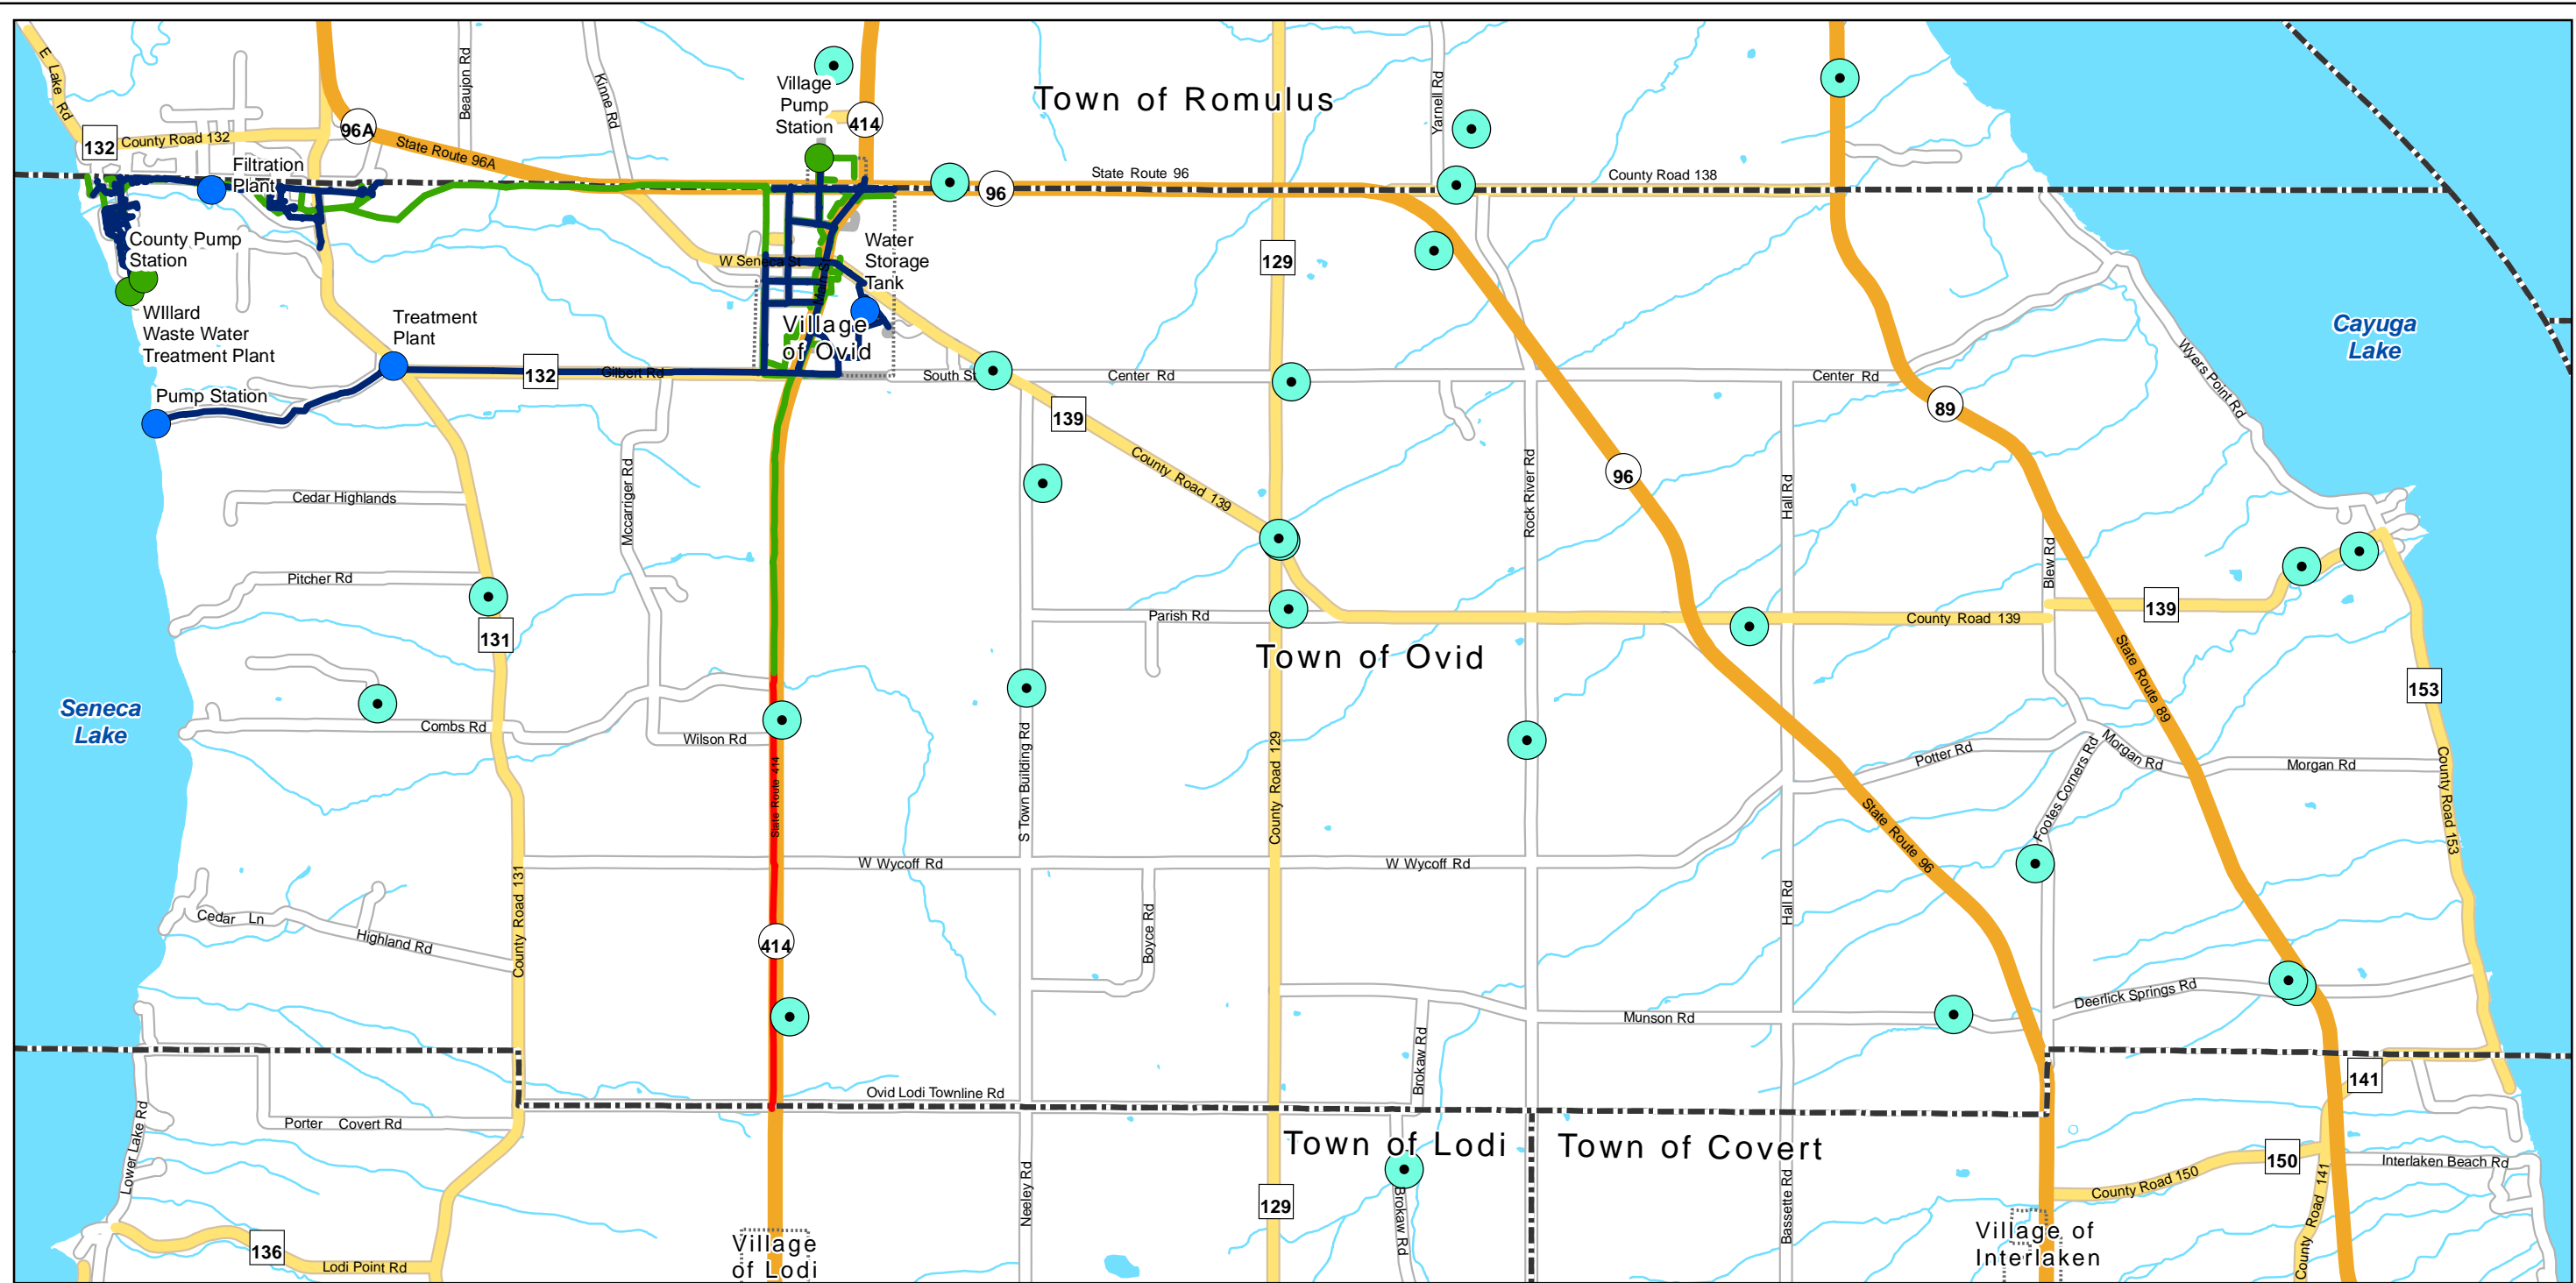 E Lake Rd
Beaujon Rd
Kinne Rd
Village
Pump
Station
414
Town of Romulus
Yarnell Rd
132
County Road 132
96A
State Route 96A
Filtration
Plant
96
State Route 96
County Road 138
County Pump
Station
W Seneca St
Main St
Water
Storage
Tank
129
WIllard
Waste Water
Treatment Plant
Treatment
Plant
Village
of Ovid
Cayuga
Lake
Wyers Point Rd
132
Gilbert Rd
South St
Center Rd
Center Rd
Pump Station
139
89
County Road 139
96
Cedar Highlands
Mccarriger Rd
Rock River Rd
Hall Rd
Blew Rd
Pitcher Rd
131
Parish Rd
County Road 139
139
Town of Ovid
State Route 89
153
Seneca
Lake
Combs Rd
Wilson Rd
State Route 414
S Town Building Rd
County Road 129
Potter Rd
Footes Corners Rd
Morgan Rd
Morgan Rd
County Road 153
State Route 96
W Wycoff Rd
W Wycoff Rd
County Road 131
Cedar Ln
Highland Rd
414
Boyce Rd
Hall Rd
Deerlick Springs Rd
Munson Rd
Brokaw Rd
Ovid Lodi Townline Rd
141
Porter Covert Rd
Lower Lake Rd
Town of Lodi
Town of Covert
150
Interlaken Beach Rd
County Road 150
County Road 141
Neeley Rd
129
Brokaw Rd
Bassette Rd
136
Lodi Point Rd
Village
of Lodi
Village of
Interlaken